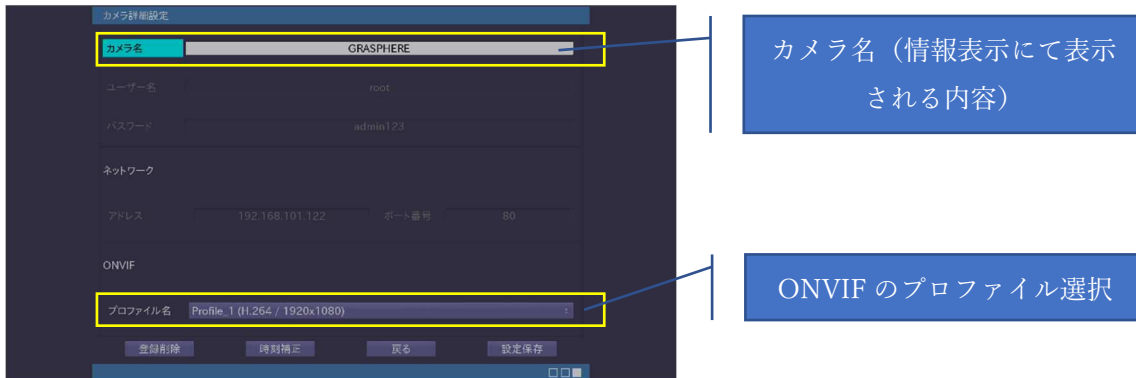 カメラ詳細設定
カメラ名 GRASPHERE
ユーザー名 root
パスワード admin123
ネットワーク
アドレス 192.168.101.122 ポート番号 80
ONVIF
プロファイル名 Profile_1 (H.264 / 1920x1080)
登録削除 時刻補正 戻る 設定保存
カメラ名（情報表示にて表示
される内容）
ONVIF のプロファイル選択